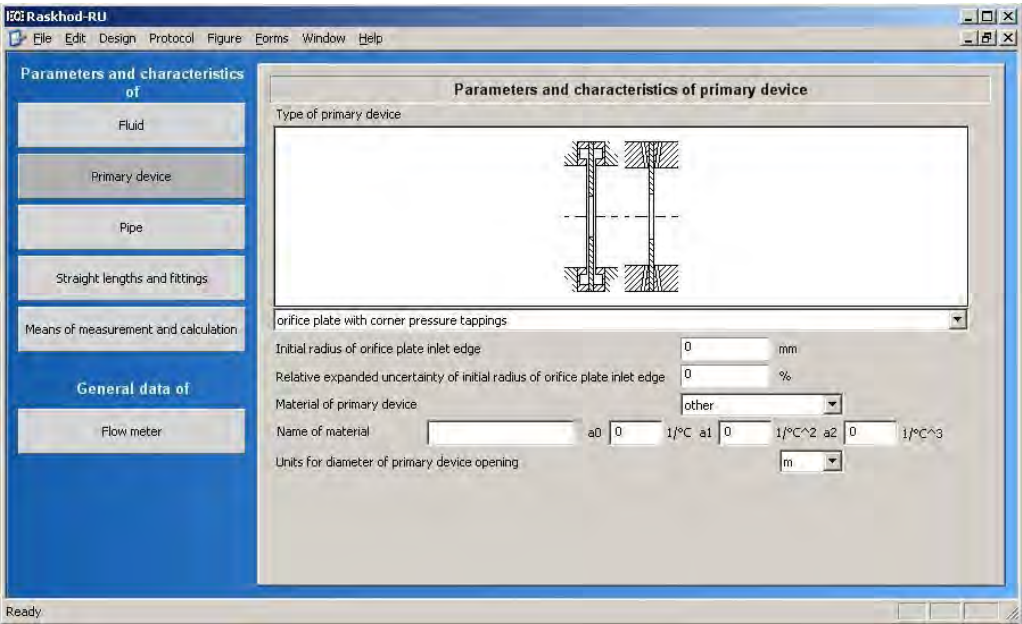 Raskhod-RU
File Edit Design Protocol Figure Forms Window Help
Parameters and characteristics
of
Fluid
Primary device
Pipe
Straight lengths and fittings
Means of measurement and calculation
General data of
Flow meter
Parameters and characteristics of primary device
Type of primary device
orifice plate with corner pressure tappings
Initial radius of orifice plate inlet edge 0 mm
Relative expanded uncertainty of initial radius of orifice plate inlet edge 0 %
Material of primary device other
Name of material a0 0 1/°C a1 0 1/°C^2 a2 0 1/°C^3
Units for diameter of primary device opening m
Ready